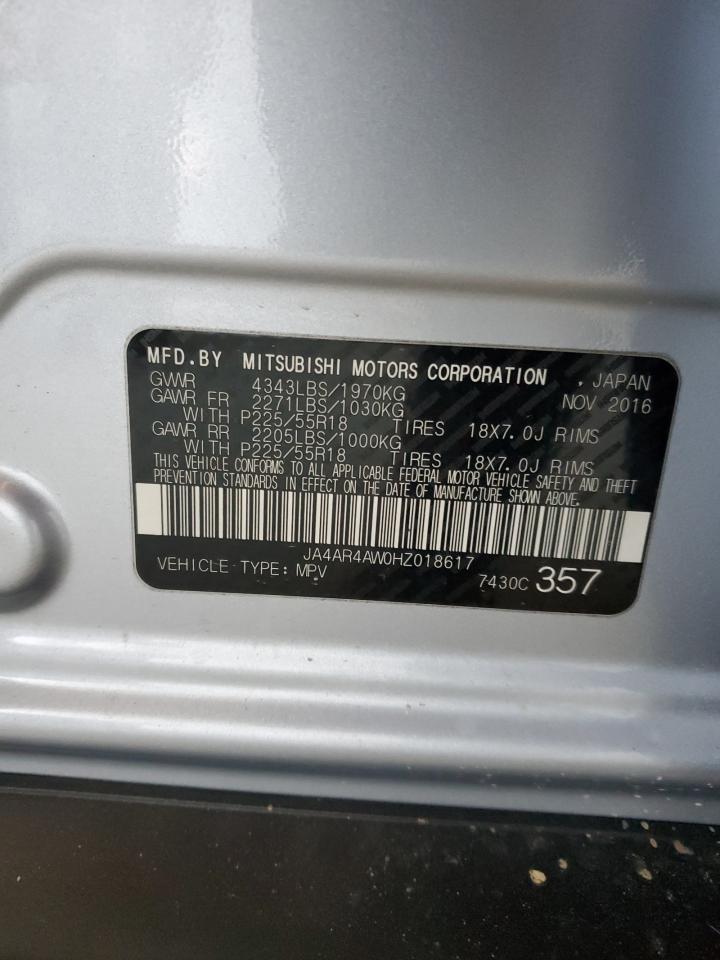 MFD.BY MITSUBISHI MOTORS CORPORATION , JAPAN
GVWR 4343LBS/1970KG NOV 2016
GAWR FR 2271LBS/1030KG
WITH P225/55R18 TIRES 18X7.0J RIMS
GAWR RR 2205LBS/1000KG
WITH P225/55R18 TIRES 18X7.0J RIMS
THIS VEHICLE CONFORMS TO ALL APPLICABLE FEDERAL MOTOR VEHICLE SAFETY AND THEFT
PREVENTION STANDARDS IN EFFECT ON THE DATE OF MANUFACTURE SHOWN ABOVE.
JA4AR4AW0HZ018617
VEHICLE TYPE: MPV 7430C 357